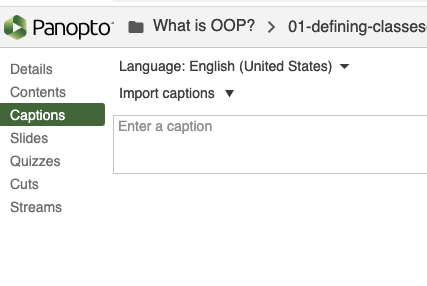 Panopto What is OOP? > 01-defining-classes-
Details
Contents
Captions
Slides
Quizzes
Cuts
Streams
Language: English (United States)
Import captions
Enter a caption